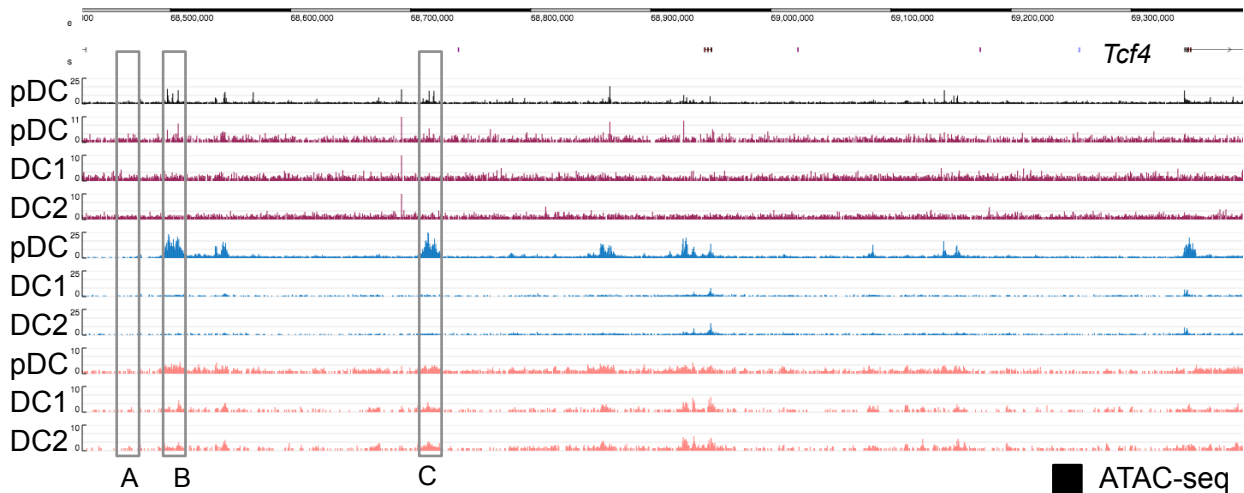 e 00 68,500,000 68,600,000 68,700,000 68,800,000 68,900,000 69,000,000 69,100,000 69,200,000 69,300,000
s Tcf4
pDC 25 0
pDC 11 0
DC1 10 0
DC2 10 0
pDC 25 0
DC1 25 0
DC2 25 0
pDC 10 0
DC1 10 0
DC2 10 0
A B C
ATAC-seq